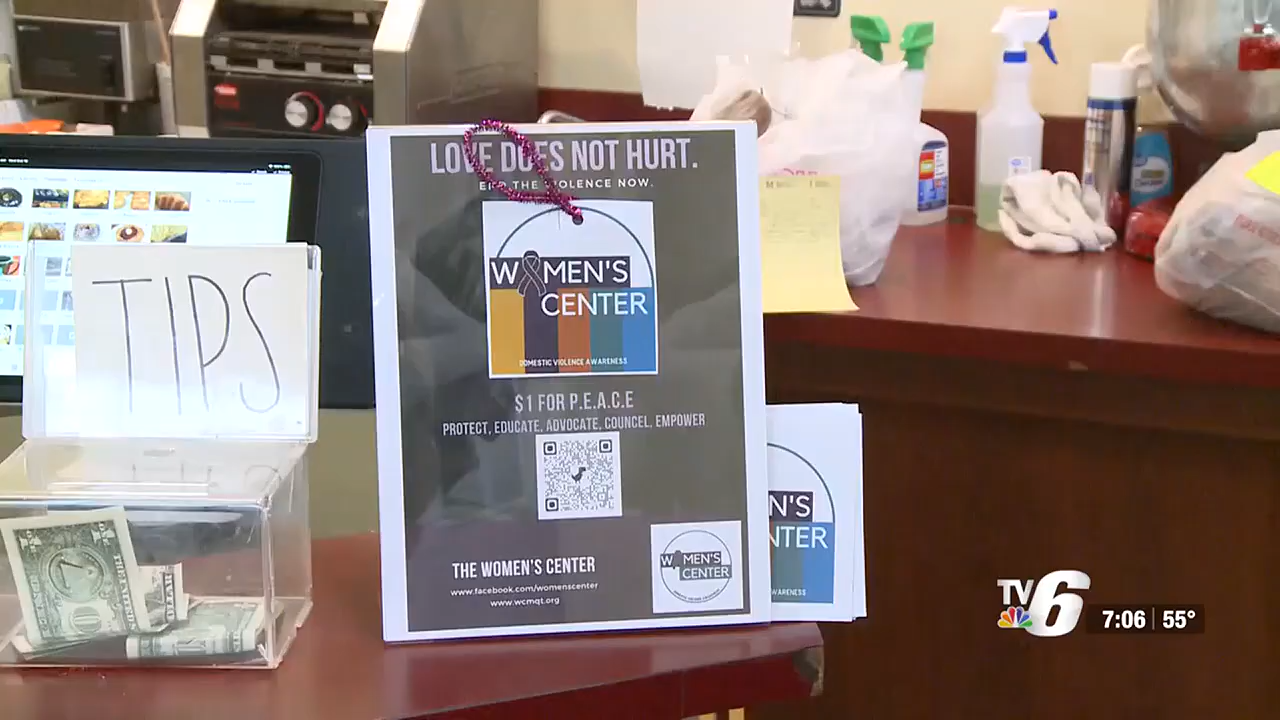 LOVE DOES NOT HURT.
END THE VIOLENCE NOW.
WOMEN'S
CENTER
DOMESTIC VIOLENCE AWARENESS
$1 FOR P.E.A.C.E
PROTECT, EDUCATE, ADVOCATE, COUNCEL, EMPOWER
THE WOMEN'S CENTER
www.facebook.com/womenscenter
www.wcmqt.org
WOMEN'S
CENTER
TIPS
N'S
NTER
AWARENESS
TV6
7:06 55°